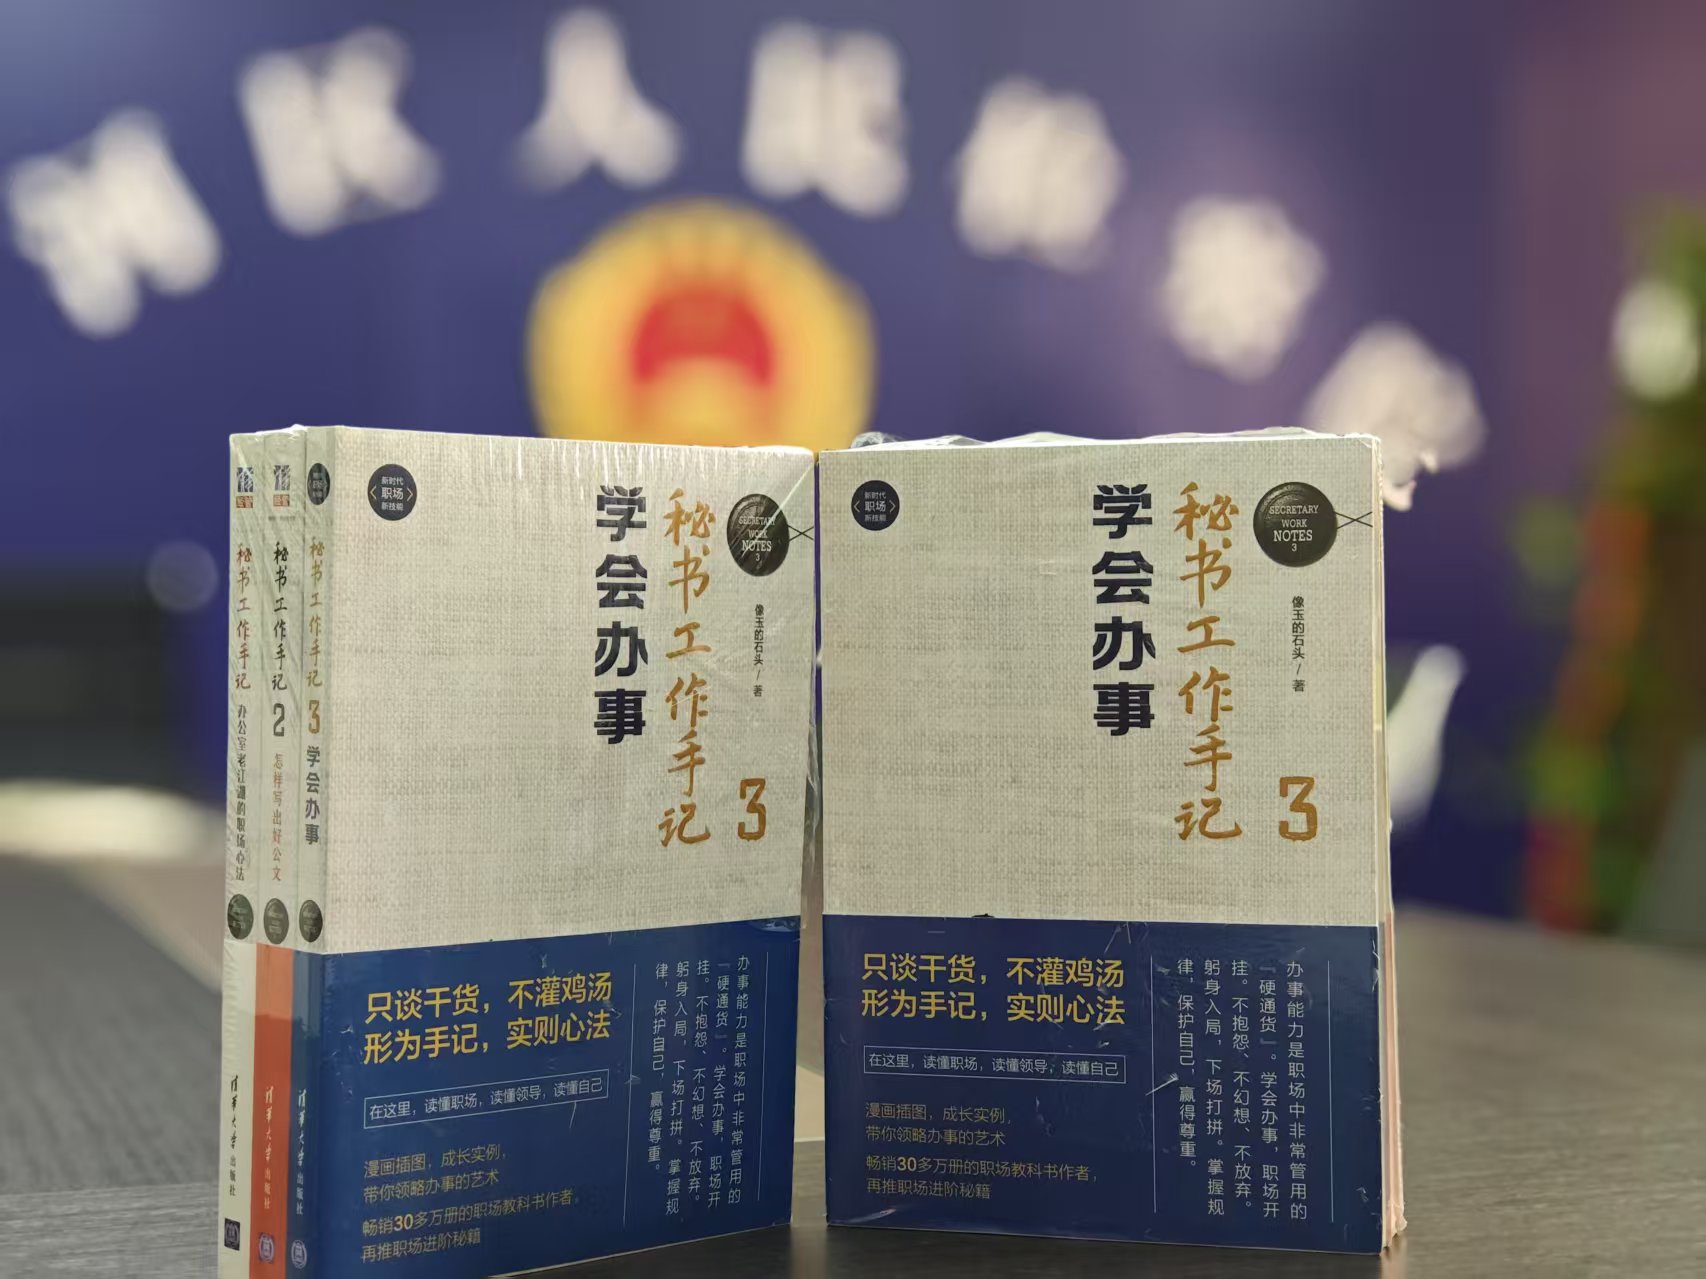 秘书工作手记
办公室老江湖的职场心法
清华大学出版社
秘书工作手记
2
怎样写出好公文
清华大学出版社
秘书工作手记
3
学会办事
清华大学出版社
新时代
职场
新技能
SECRETARY
WORK
NOTES
3
像玉的石头/著
秘书工作手记
3
学会办事
只谈干货，不灌鸡汤
形为手记，实则心法
在这里，读懂职场，读懂领导，读懂自己
漫画插图，成长实例，
带你领略办事的艺术
畅销30多万册的职场教科书作者，
再推职场进阶秘籍
办事能力是职场中非常管用的
“硬通货”。学会办事，职场开
挂。不抱怨、不幻想、不放弃。
躬身入局，下场打拼。掌握规
律，保护自己，赢得尊重。
新时代
职场
新技能
SECRETARY
WORK
NOTES
3
像玉的石头/著
秘书工作手记
3
学会办事
只谈干货，不灌鸡汤
形为手记，实则心法
在这里，读懂职场，读懂领导，读懂自己
漫画插图，成长实例，
带你领略办事的艺术
畅销30多万册的职场教科书作者，
再推职场进阶秘籍
办事能力是职场中非常管用的
“硬通货”。学会办事，职场开
挂。不抱怨、不幻想、不放弃。
躬身入局，下场打拼。掌握规
律，保护自己，赢得尊重。